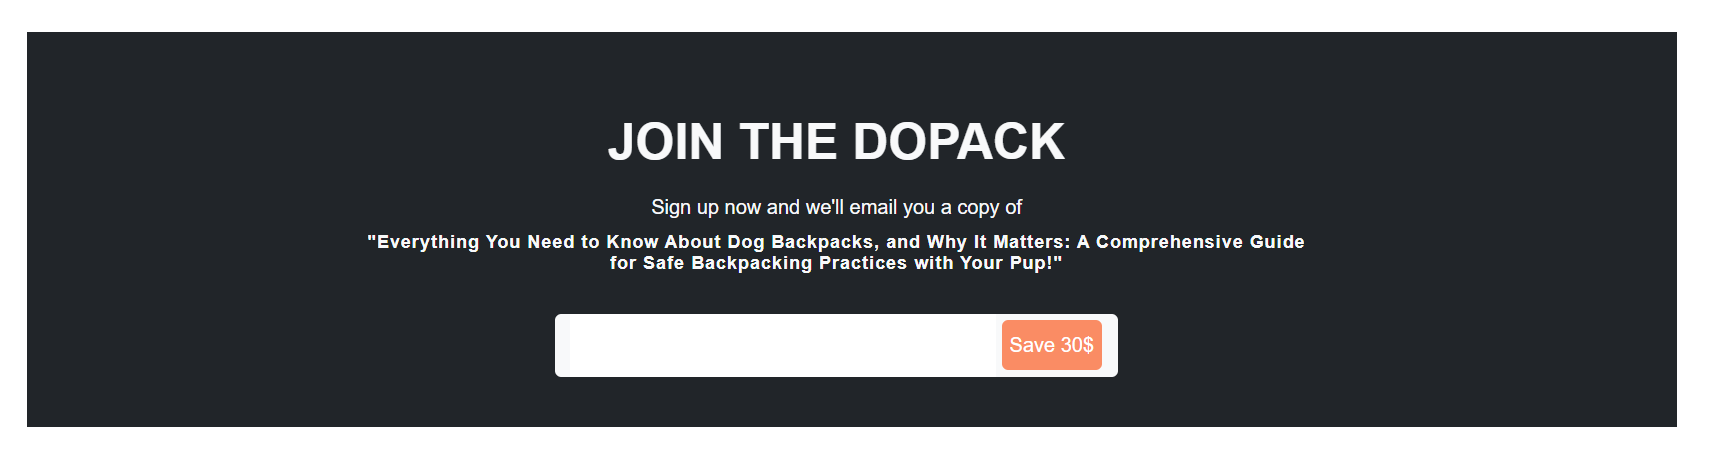 JOIN THE DOPACK
Sign up now and we'll email you a copy of
"Everything You Need to Know About Dog Backpacks, and Why It Matters: A Comprehensive Guide
for Safe Backpacking Practices with Your Pup!"
Save 30$